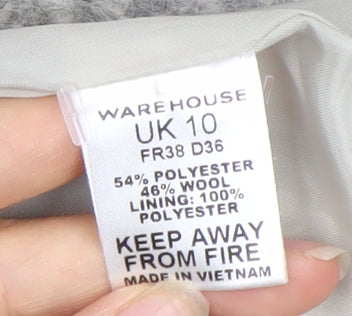 WAREHOUSE
UK 10
FR38 D36
54% POLYESTER
46% WOOL
LINING: 100%
POLYESTER
KEEP AWAY
FROM FIRE
MADE IN VIETNAM